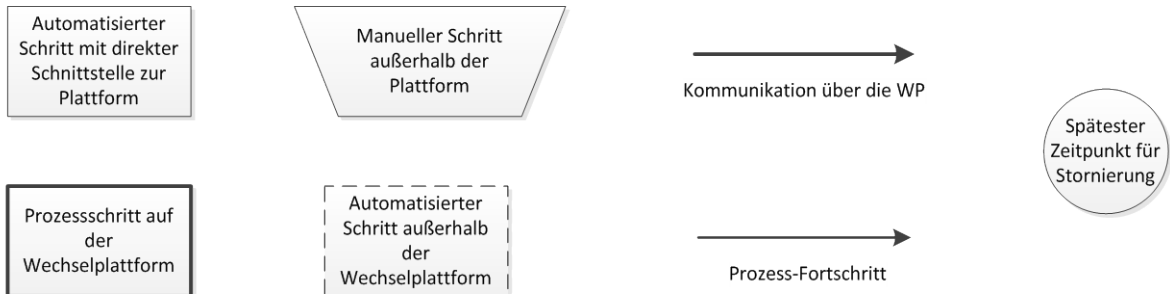 Automatisierter
Schritt mit direkter
Schnittstelle zur
Plattform
Manueller Schritt
außerhalb der
Plattform
Kommunikation über die WP
Spätester
Zeitpunkt für
Stornierung
Prozessschritt auf
der
Wechselplattform
Automatisierter
Schritt außerhalb
der
Wechselplattform
Prozess-Fortschritt